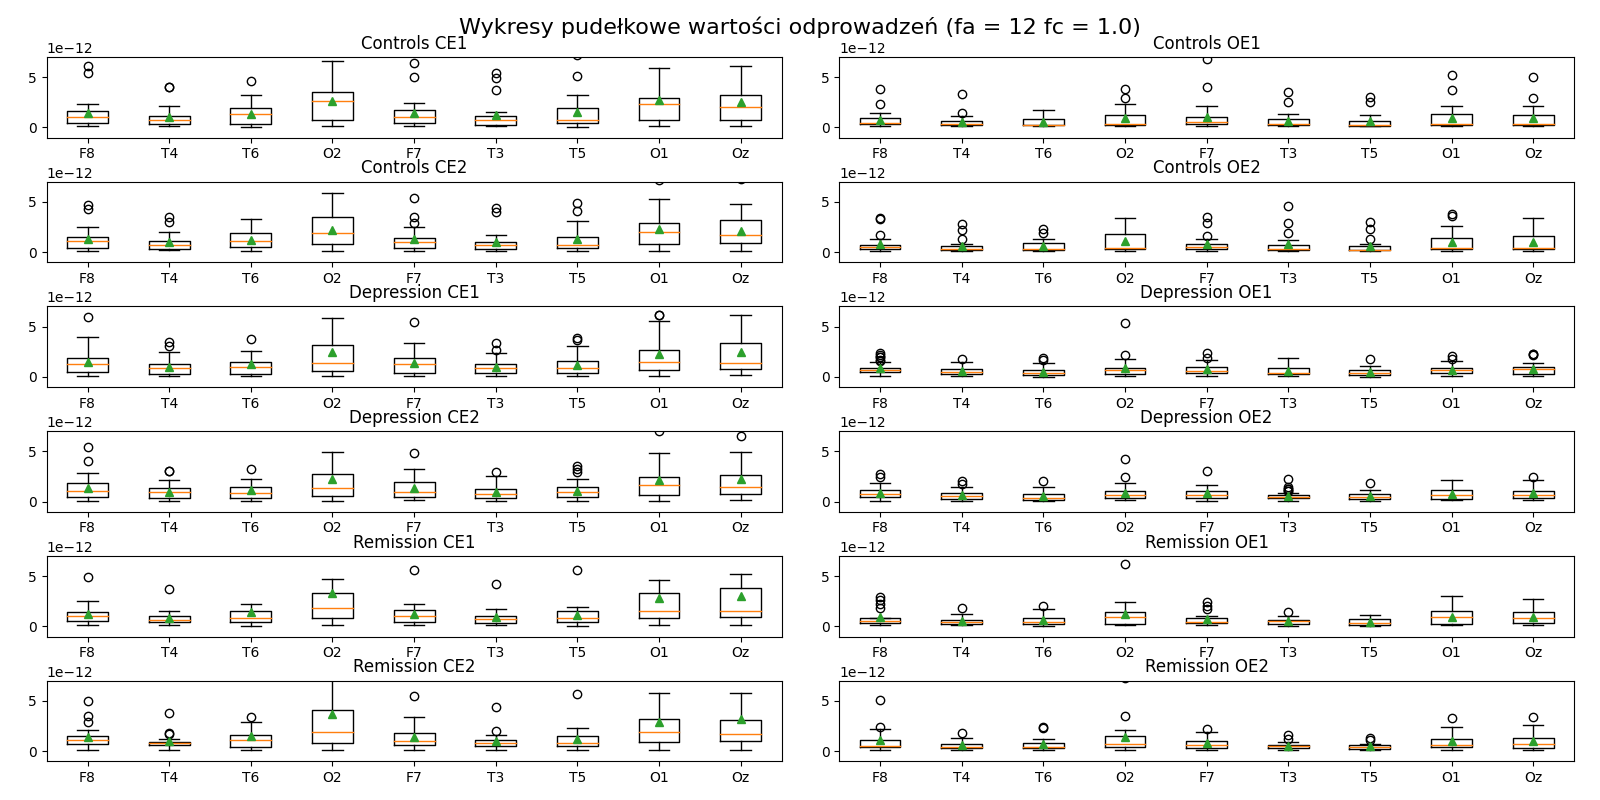 Wykresy pudełkowe wartości odprowadzeń (fa = 12 fc = 1.0)
Controls CE1
1e−12
5
0
F8 T4 T6 O2 F7 T3 T5 O1 Oz
Controls OE1
1e−12
5
0
F8 T4 T6 O2 F7 T3 T5 O1 Oz
Controls CE2
1e−12
5
0
F8 T4 T6 O2 F7 T3 T5 O1 Oz
Controls OE2
1e−12
5
0
F8 T4 T6 O2 F7 T3 T5 O1 Oz
Depression CE1
1e−12
5
0
F8 T4 T6 O2 F7 T3 T5 O1 Oz
Depression OE1
1e−12
5
0
F8 T4 T6 O2 F7 T3 T5 O1 Oz
Depression CE2
1e−12
5
0
F8 T4 T6 O2 F7 T3 T5 O1 Oz
Depression OE2
1e−12
5
0
F8 T4 T6 O2 F7 T3 T5 O1 Oz
Remission CE1
1e−12
5
0
F8 T4 T6 O2 F7 T3 T5 O1 Oz
Remission OE1
1e−12
5
0
F8 T4 T6 O2 F7 T3 T5 O1 Oz
Remission CE2
1e−12
5
0
F8 T4 T6 O2 F7 T3 T5 O1 Oz
Remission OE2
1e−12
5
0
F8 T4 T6 O2 F7 T3 T5 O1 Oz